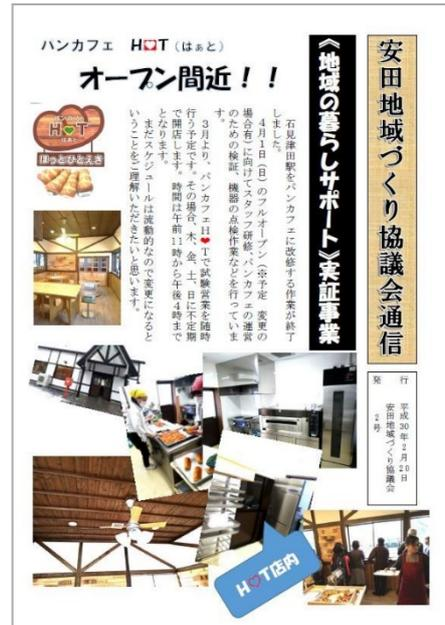 パンカフェ H♥T(はぁと)
オープン間近!!
安田地域づくり協議会通信
《地域の暮らしサポート》実証事業
発行 平成30年2月20日
安田地域づくり協議会
2号
石見津田駅をパンカフェに改修する作業が終了
しました。
4月1日(日)のフルオープン(※予定 変更の
場合有)に向けてスタッフ研修、パンカフェの運営
のための検証、機器の点検作業などを行っていま
す。
3月より、パンカフェH♥Tで試験営業を随時
行う予定です。その場合、木、金、土、日に不定期
で開店します。時間は午前11時から午後4時まで
となります。
まだスケジュールは流動的なので変更になると
いうことをご理解いただきたいと思います。
H♥T
はぁと
ほっとひといき
H♥T店内